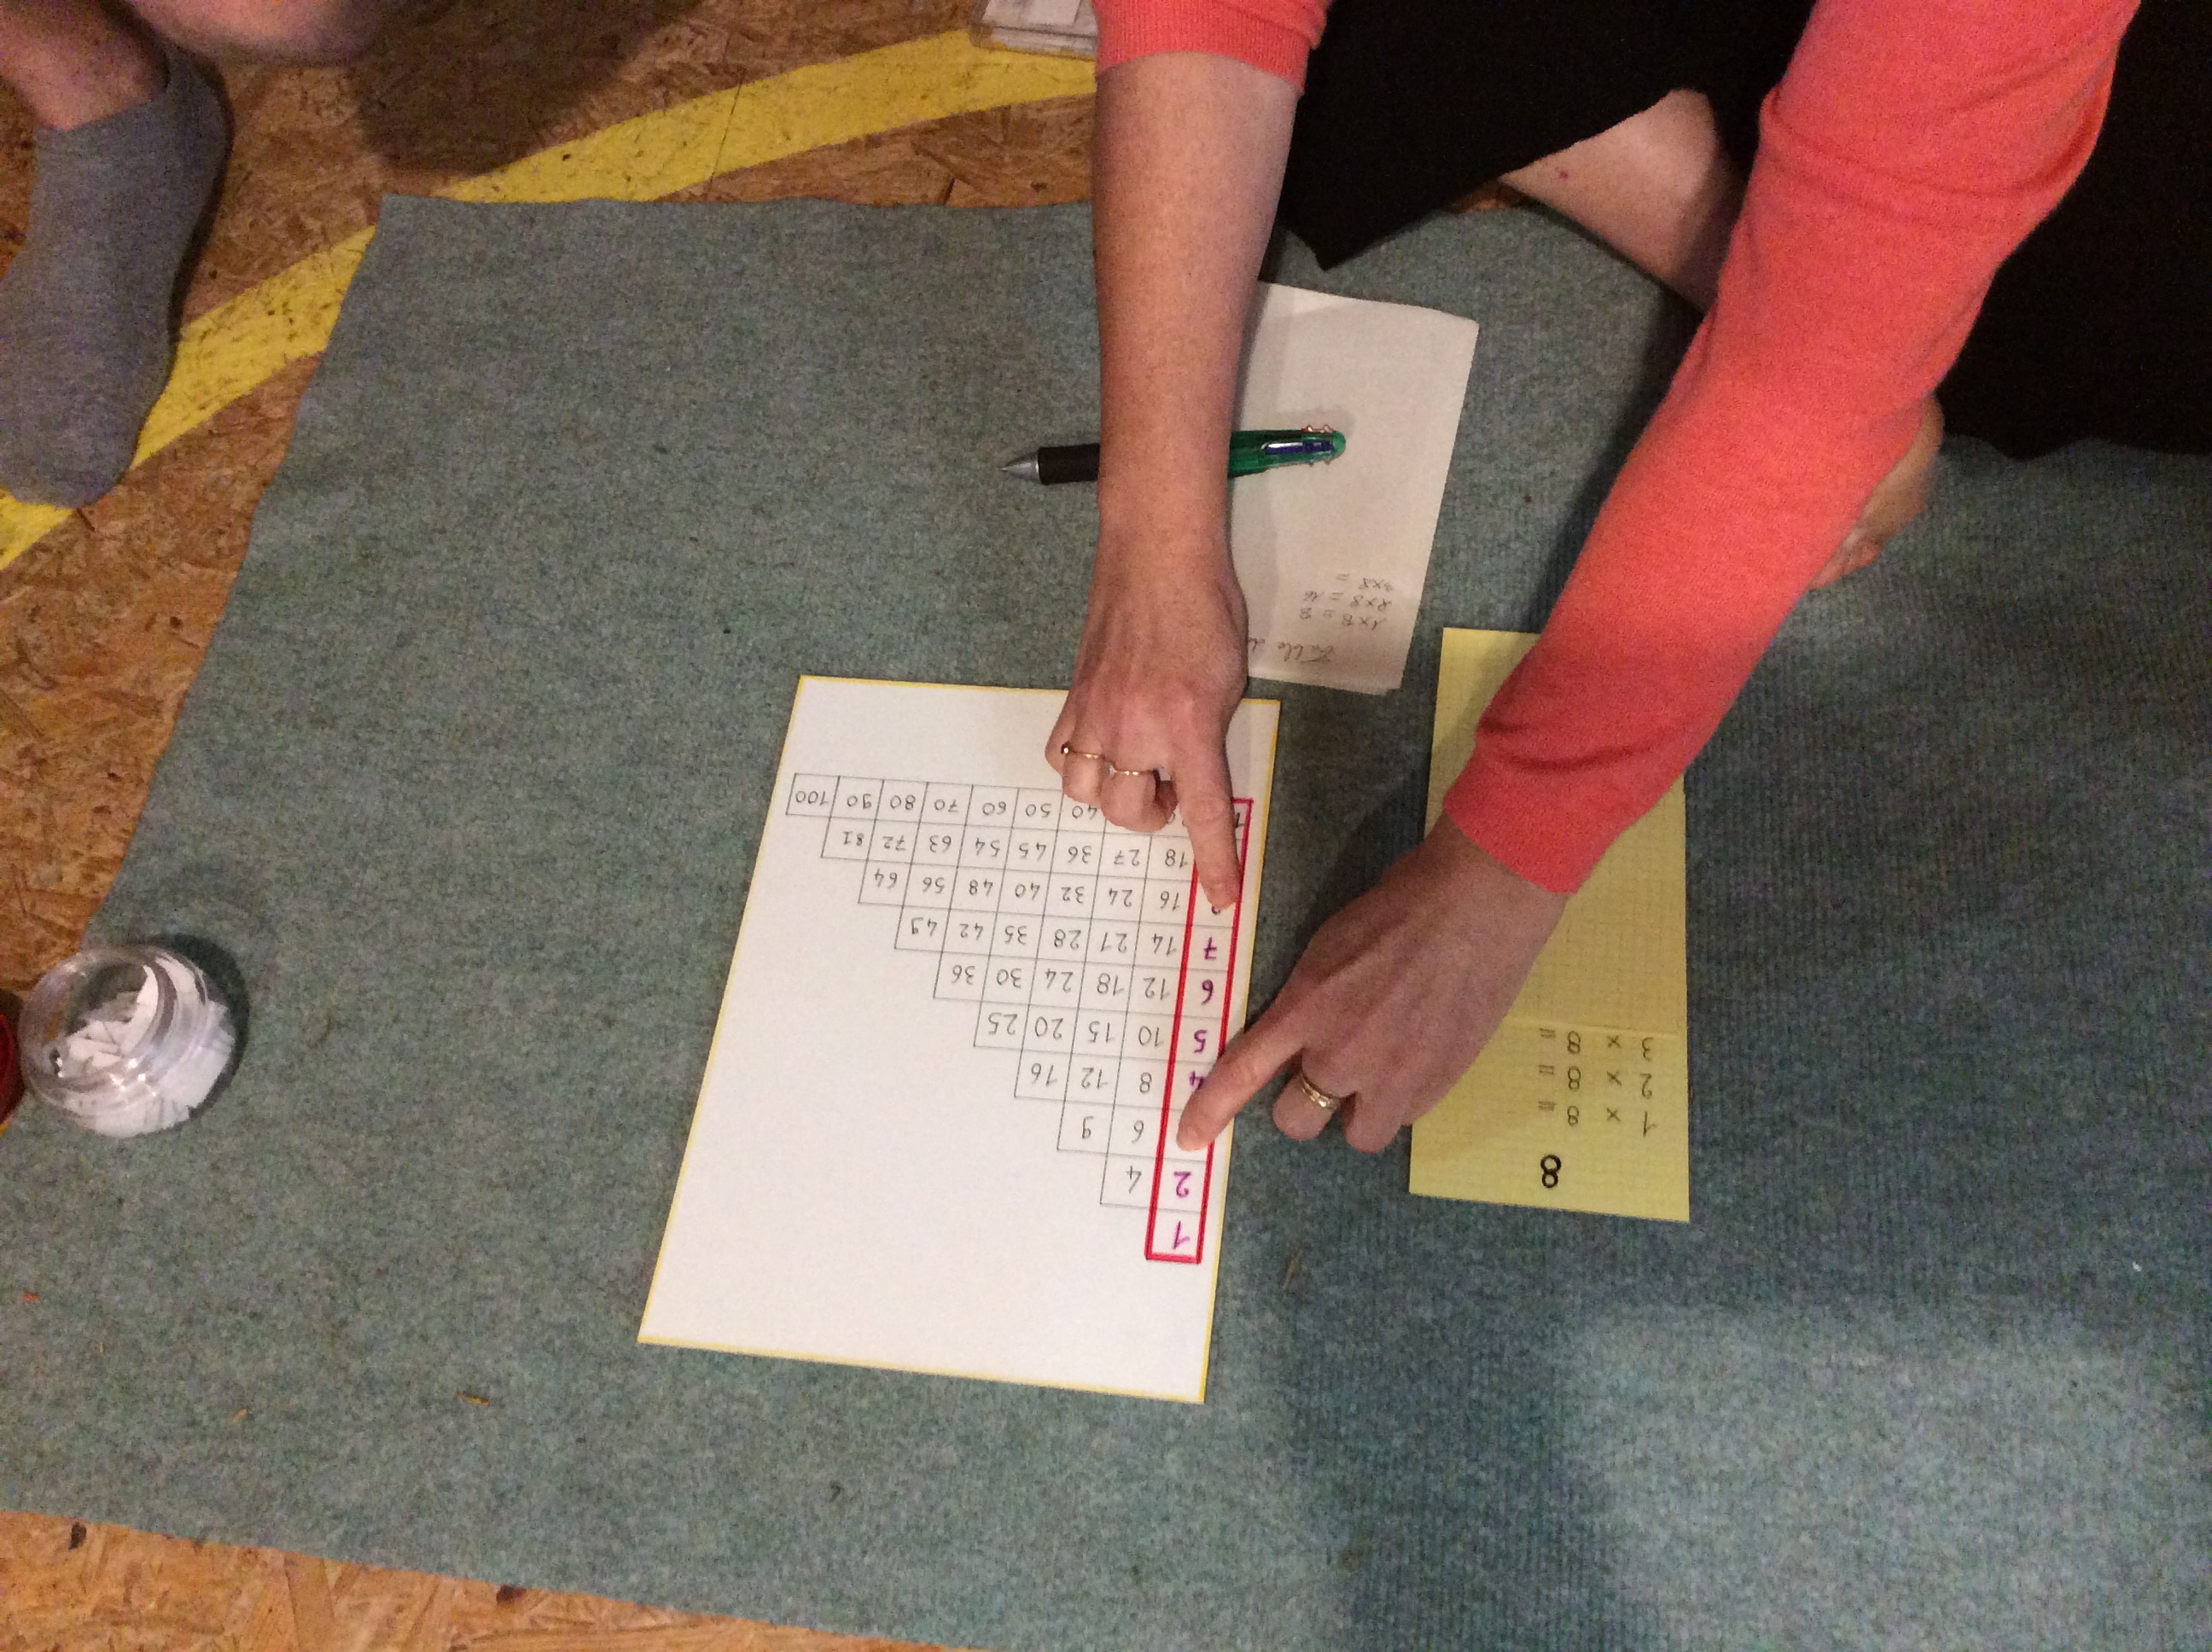 8
1 × 8 =
2 × 8 =
3 × 8 =
1
2 4
6 9
4 8 12 16
5 10 15 20 25
6 12 18 24 30 36
7 14 21 28 35 42 49
16 24 32 40 48 56 64
18 27 36 45 54 63 72 81
40 50 60 70 80 90 100
Table
1 x 8 = 8
2 x 8 = 16
3 x 8 =